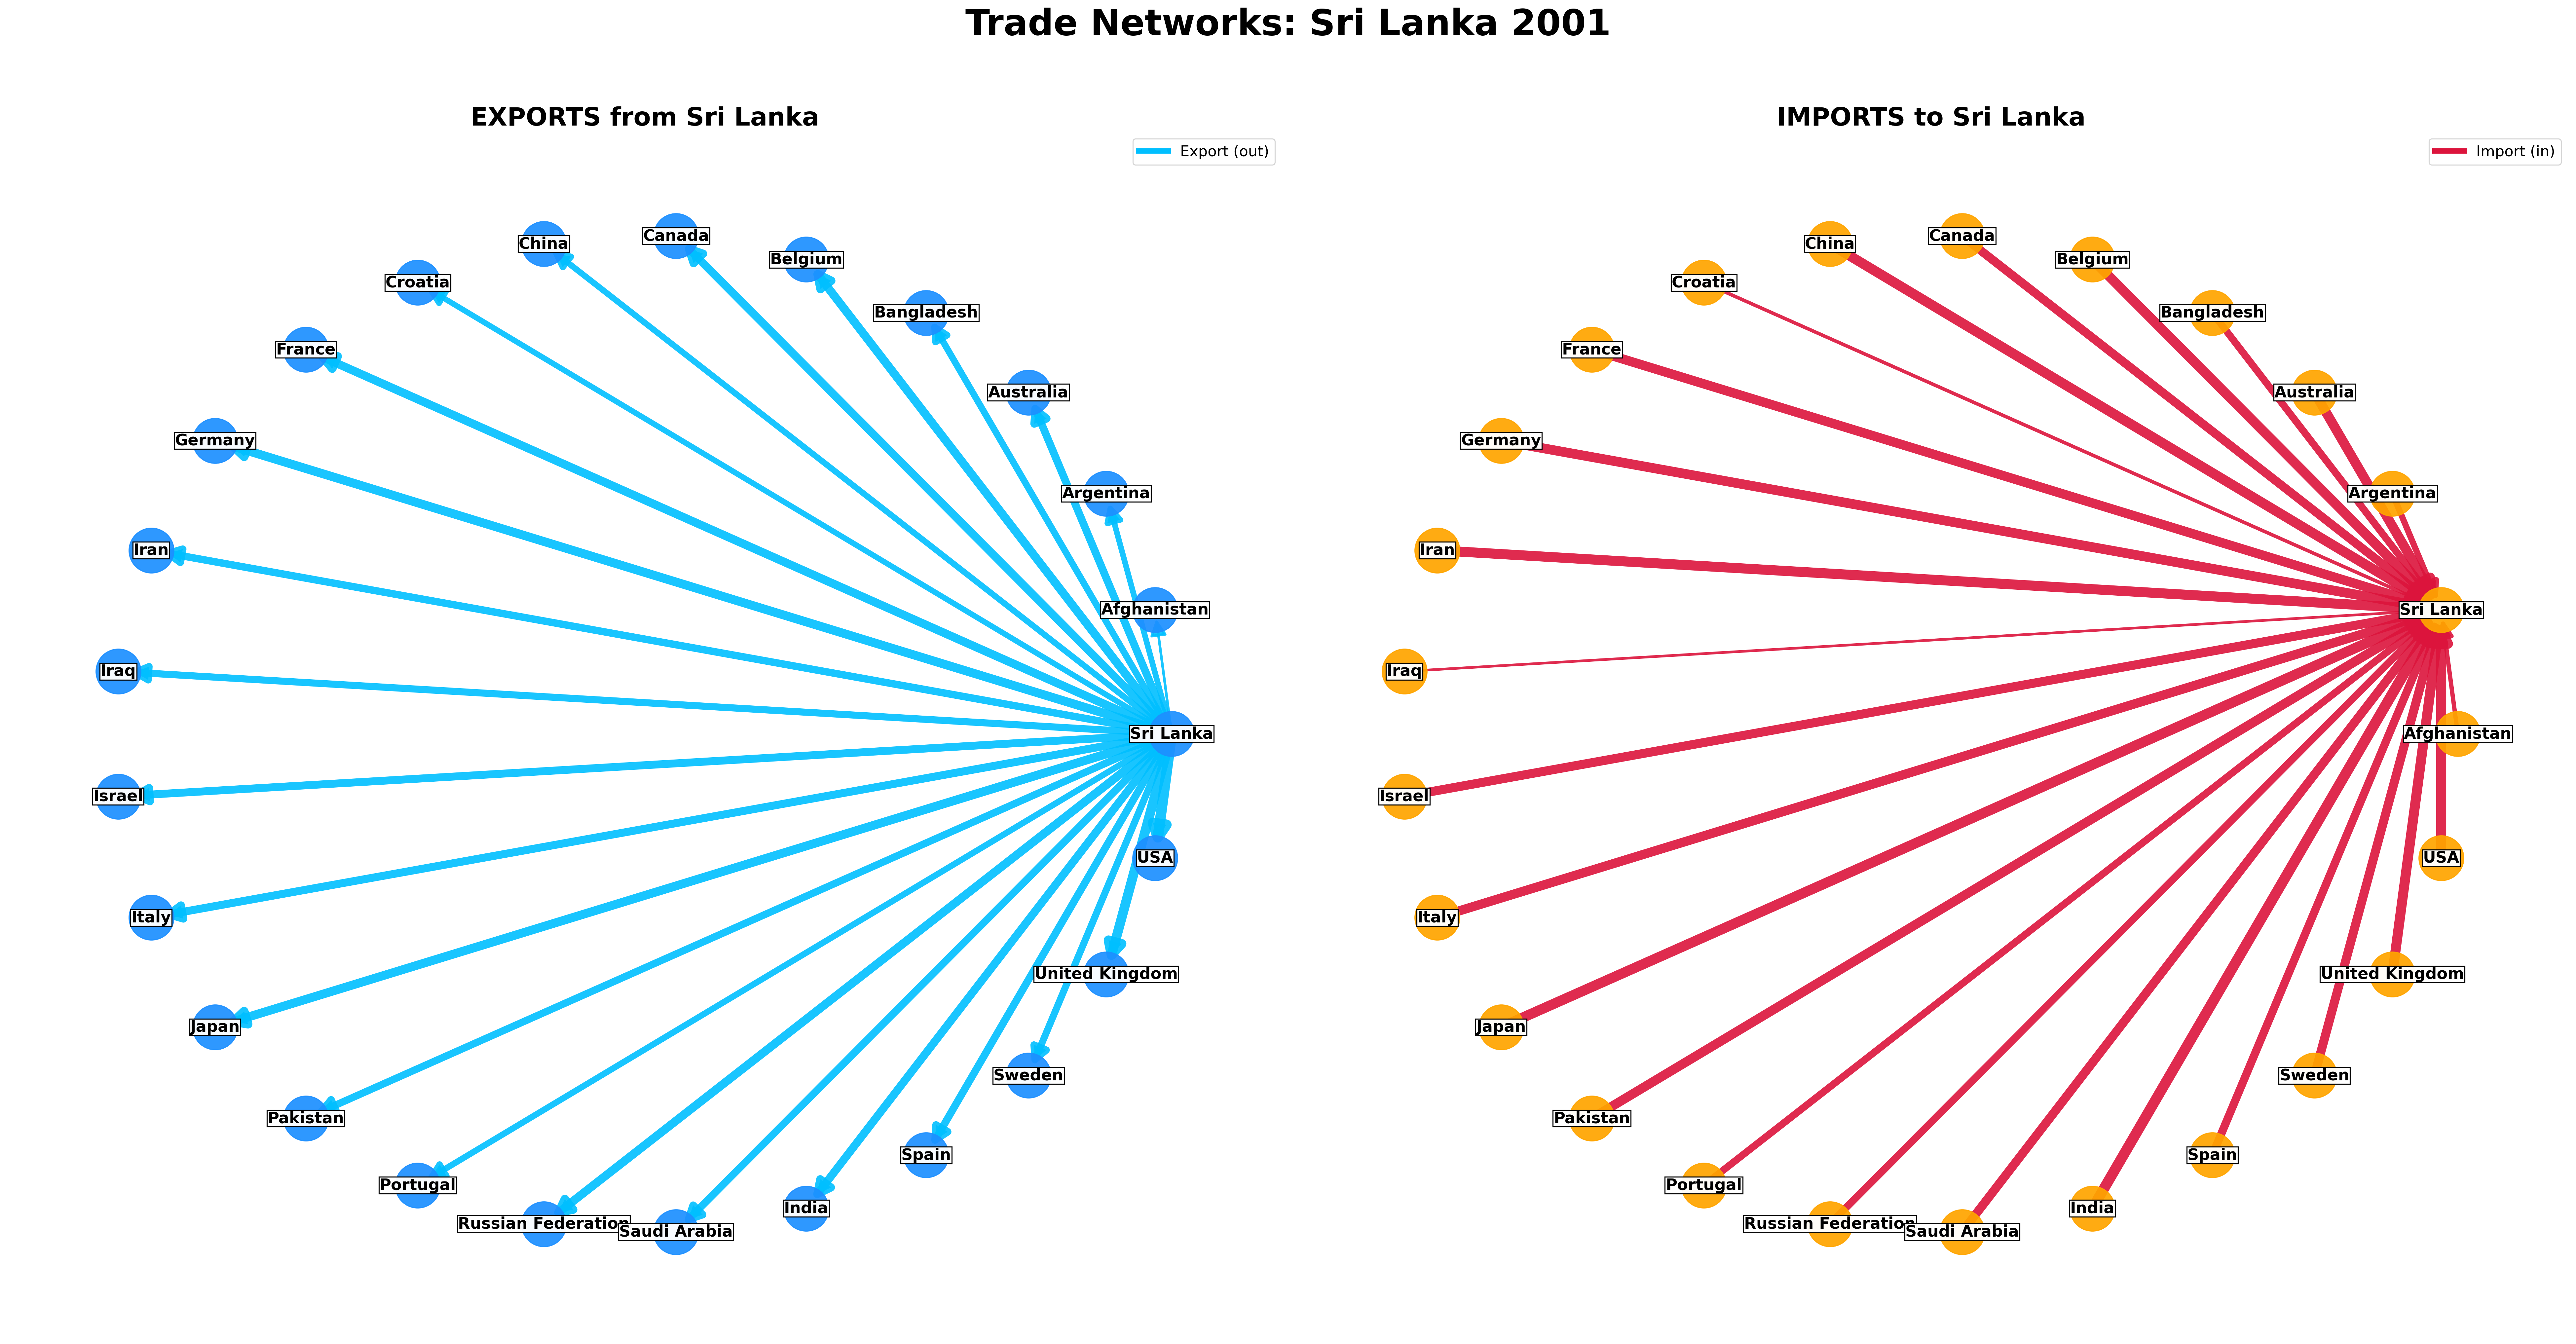 Trade Networks: Sri Lanka 2001
EXPORTS from Sri Lanka
Export (out)
Canada
China
Belgium
Croatia
Bangladesh
France
Australia
Germany
Argentina
Iran
Afghanistan
Iraq
Sri Lanka
Israel
USA
Italy
United Kingdom
Japan
Sweden
Pakistan
Spain
Portugal
India
Russian Federation
Saudi Arabia
IMPORTS to Sri Lanka
Import (in)
Canada
China
Belgium
Croatia
Bangladesh
France
Australia
Germany
Argentina
Iran
Sri Lanka
Iraq
Afghanistan
Israel
USA
Italy
United Kingdom
Japan
Sweden
Pakistan
Spain
Portugal
India
Russian Federation
Saudi Arabia